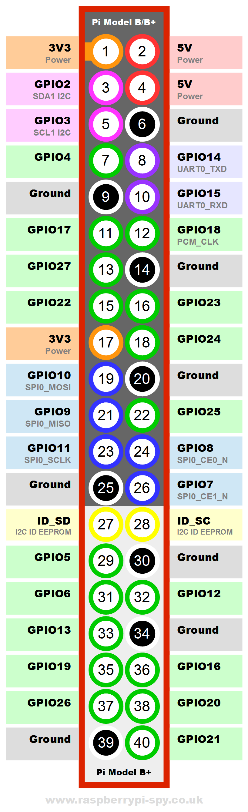 Pi Model B/B+
3V3 Power 1 2 5V Power
GPIO2 SDA1 I2C 3 4 5V Power
GPIO3 SCL1 I2C 5 6 Ground
GPIO4 7 8 GPIO14 UART0_TXD
Ground 9 10 GPIO15 UART0_RXD
GPIO17 11 12 GPIO18 PCM_CLK
GPIO27 13 14 Ground
GPIO22 15 16 GPIO23
3V3 Power 17 18 GPIO24
GPIO10 SPI0_MOSI 19 20 Ground
GPIO9 SPI0_MISO 21 22 GPIO25
GPIO11 SPI0_SCLK 23 24 GPIO8 SPI0_CE0_N
Ground 25 26 GPIO7 SPI0_CE1_N
ID_SD I2C ID EEPROM 27 28 ID_SC I2C ID EEPROM
GPIO5 29 30 Ground
GPIO6 31 32 GPIO12
GPIO13 33 34 Ground
GPIO19 35 36 GPIO16
GPIO26 37 38 GPIO20
Ground 39 40 GPIO21
Pi Model B+
www.raspberrypi-spy.co.uk